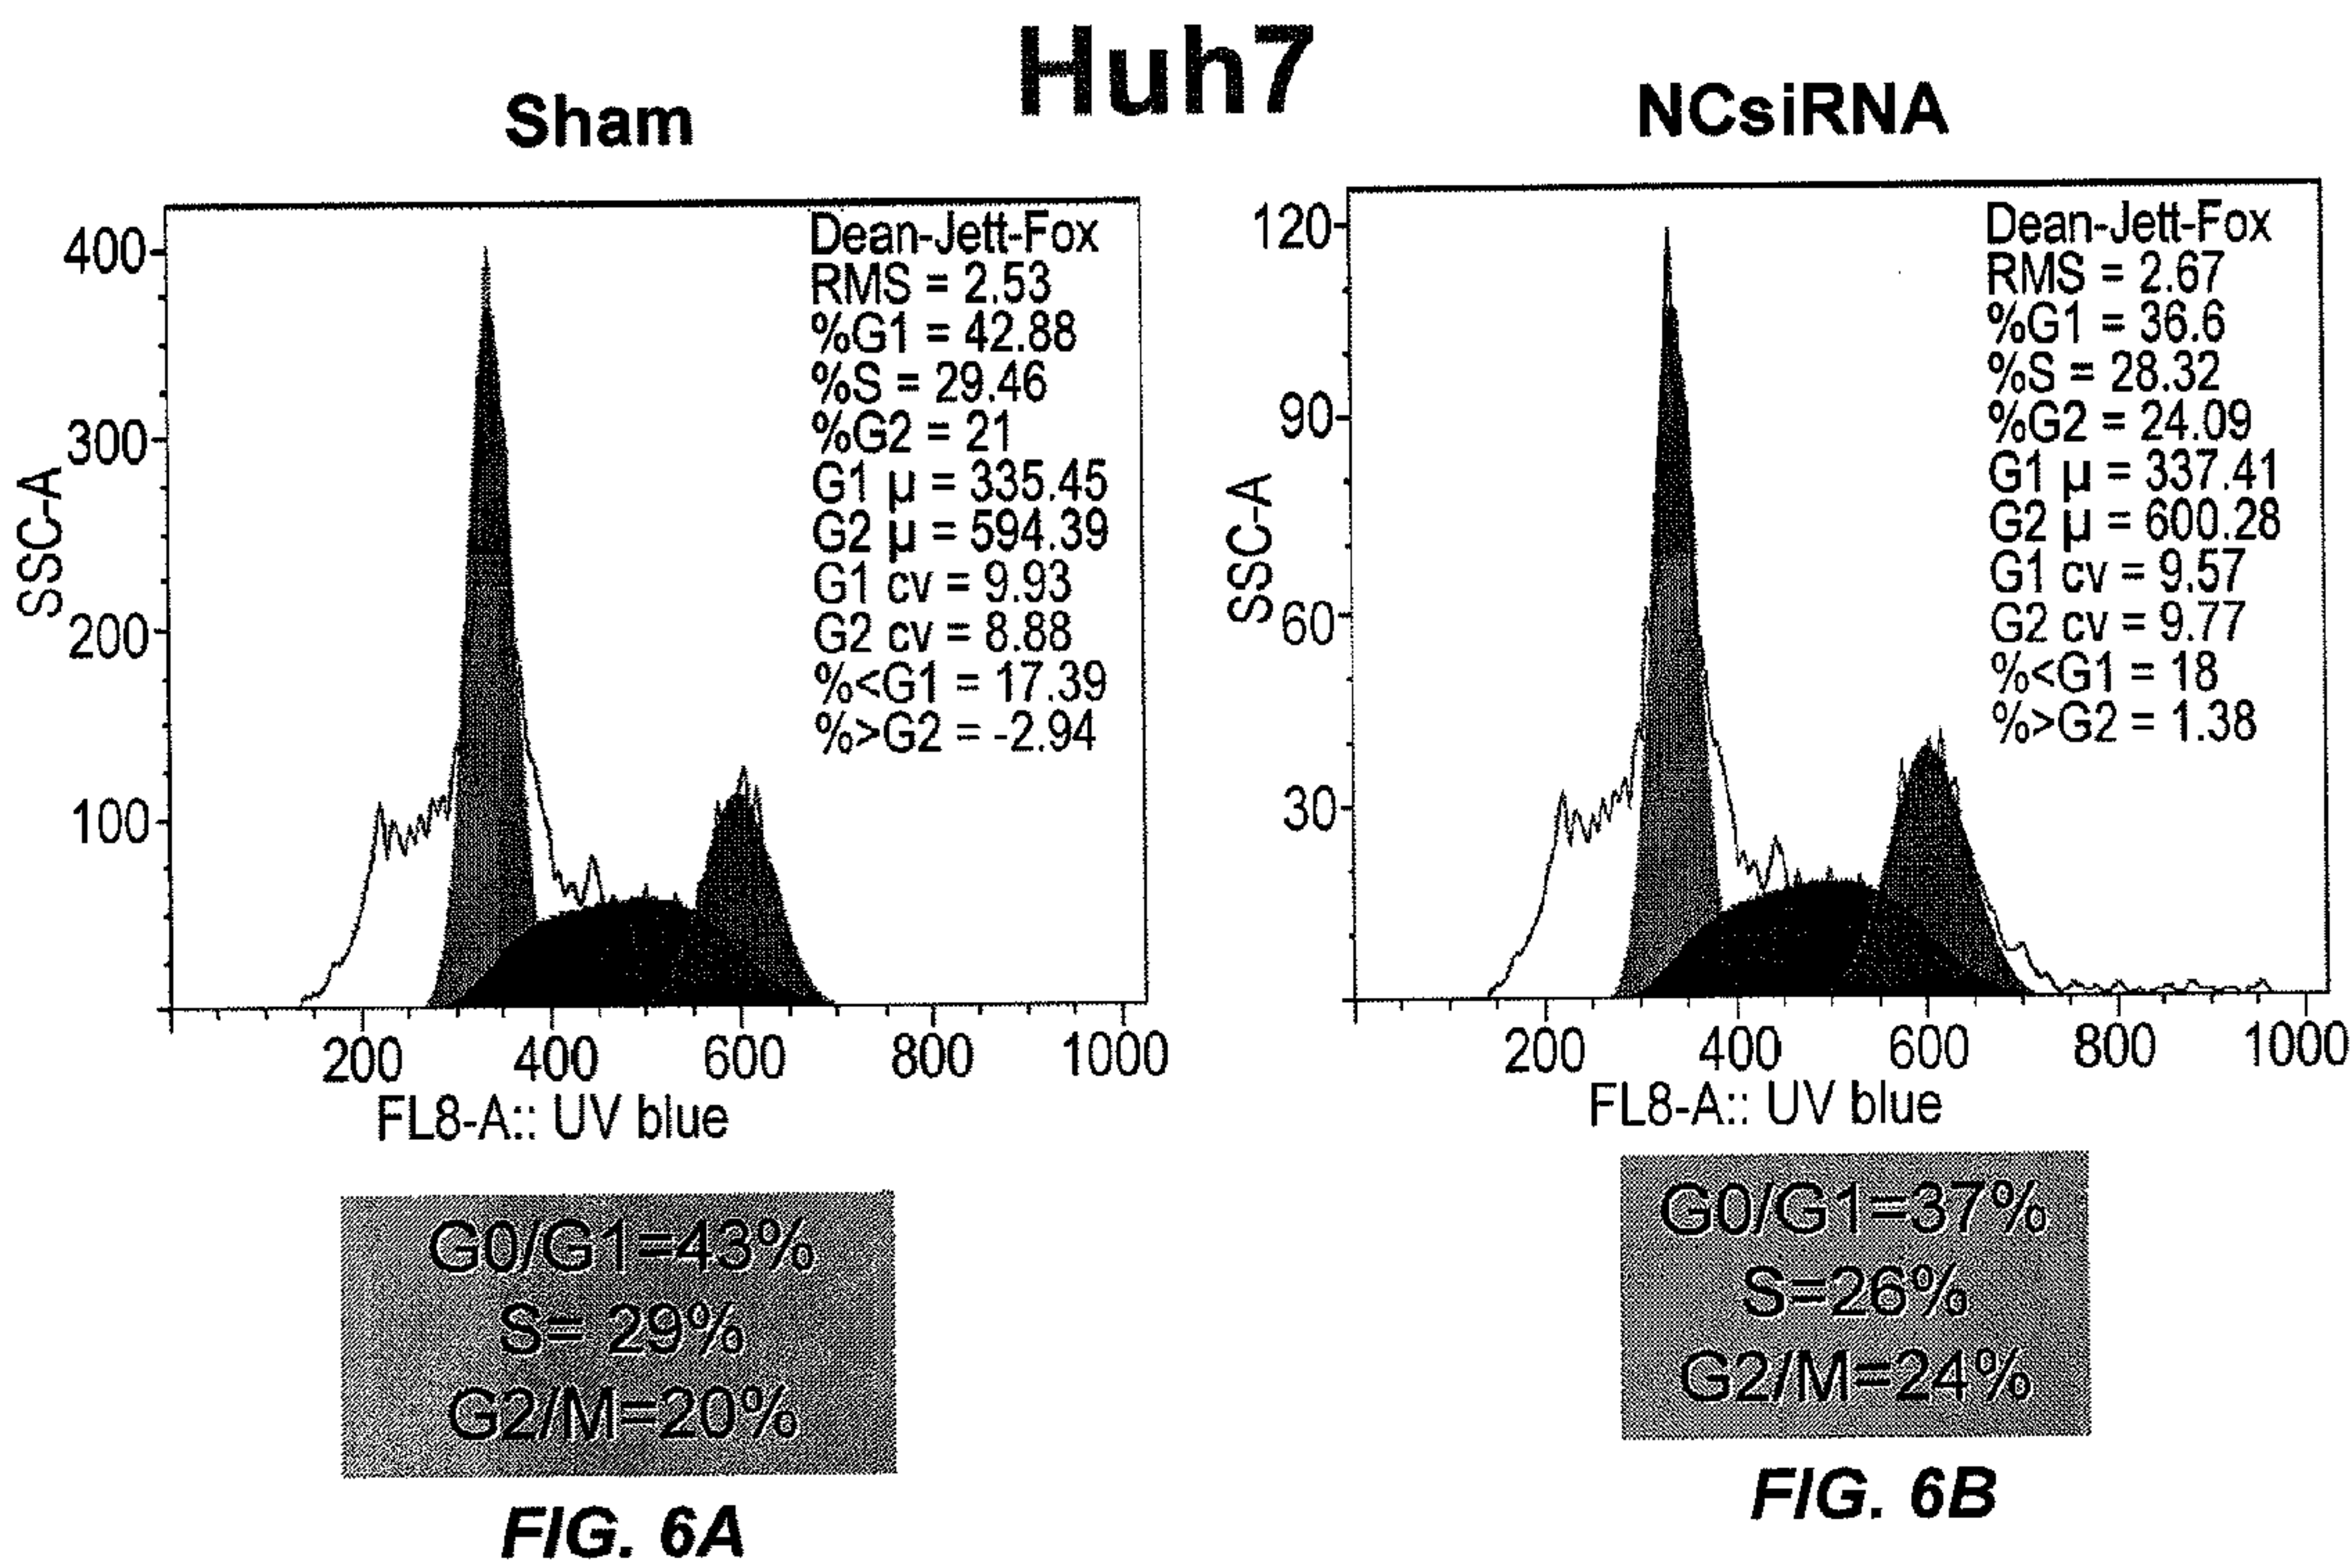 Huh7
Sham
400
300
200
100
SSC-A
Dean-Jett-Fox
RMS = 2.53
%G1 = 42.88
%S = 29.46
%G2 = 21
G1 μ = 335.45
G2 μ = 594.39
G1 cv = 9.93
G2 cv = 8.88
%<G1 = 17.39
%>G2 = -2.94
200 400 600 800 1000
FL8-A:: UV blue
G0/G1=43%
S= 29%
G2/M=20%
FIG. 6A
NCsiRNA
120
90
60
30
SSC-A
Dean-Jett-Fox
RMS = 2.67
%G1 = 36.6
%S = 28.32
%G2 = 24.09
G1 μ = 337.41
G2 μ = 600.28
G1 cv = 9.57
G2 cv = 9.77
%<G1 = 18
%>G2 = 1.38
200 400 600 800 1000
FL8-A:: UV blue
G0/G1=37%
S=26%
G2/M=24%
FIG. 6B